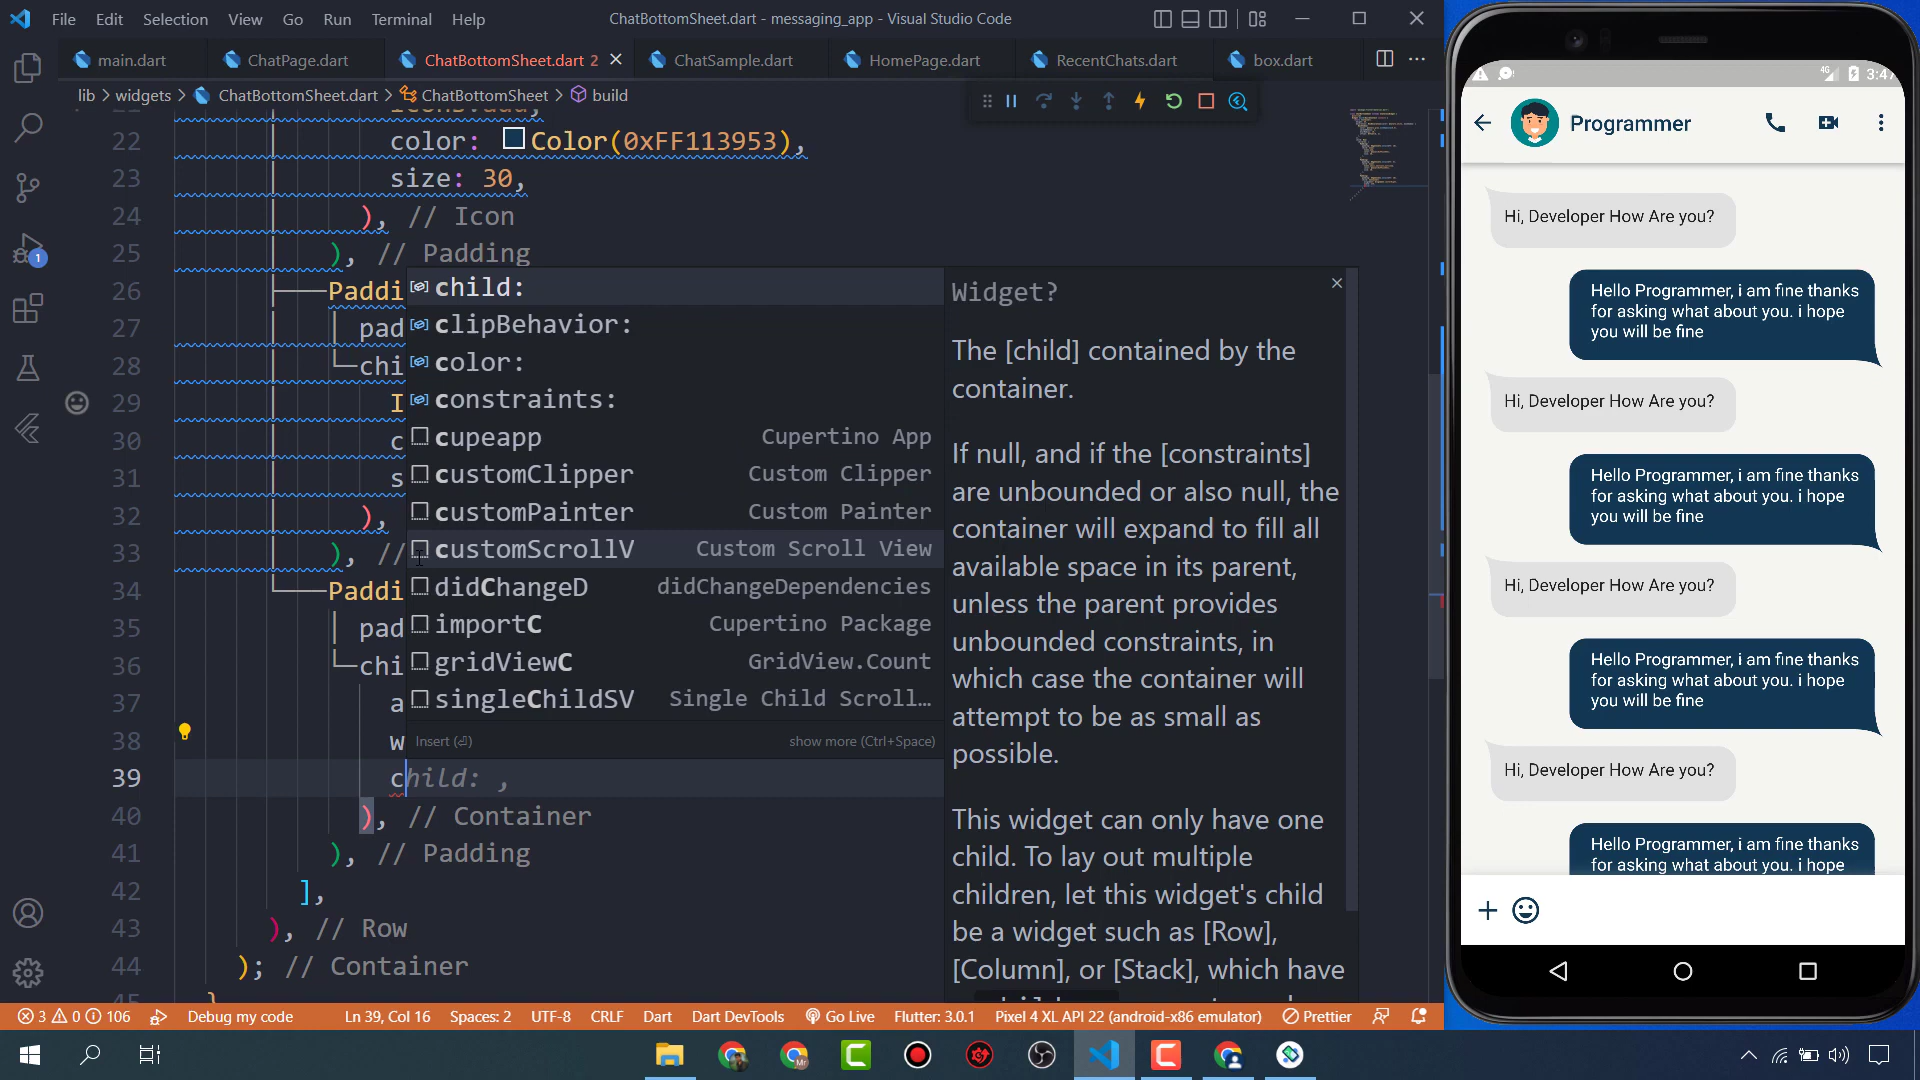 File Edit Selection View Go Run Terminal Help
ChatBottomSheet.dart - messaging_app - Visual Studio Code
main.dart
ChatPage.dart
ChatBottomSheet.dart 2
ChatSample.dart
HomePage.dart
RecentChats.dart
box.dart
lib > widgets > ChatBottomSheet.dart > ChatBottomSheet > build
22 color: Color(0xFF113953),
23 size: 30,
24 ), // Icon
25 ), // Padding
26 Paddi
27 pad
28 chi
29 I
30 c
31 s
32 ),
33 ), //
34 Paddi
35 pad
36 chi
37 a
38 w
39 child: ,
40 ), // Container
41 ), // Padding
42 ],
43 ), // Row
44 ); // Container
child:
clipBehavior:
color:
constraints:
cupeapp Cupertino App
customClipper Custom Clipper
customPainter Custom Painter
customScrollV Custom Scroll View
didChangeD didChangeDependencies
importC Cupertino Package
gridViewC GridView.Count
singleChildSV Single Child Scroll…
Insert (⏎) show more (Ctrl+Space)
Widget?
The [child] contained by the
container.
If null, and if the [constraints]
are unbounded or also null, the
container will expand to fill all
available space in its parent,
unless the parent provides
unbounded constraints, in
which case the container will
attempt to be as small as
possible.
This widget can only have one
child. To lay out multiple
children, let this widget's child
be a widget such as [Row],
[Column], or [Stack], which have
1
3 0 106 Debug my code Ln 39, Col 16 Spaces: 2 UTF-8 CRLF Dart Dart DevTools Go Live Flutter: 3.0.1 Pixel 4 XL API 22 (android-x86 emulator) Prettier
4G 3:47
Programmer
Hi, Developer How Are you?
Hello Programmer, i am fine thanks
for asking what about you. i hope
you will be fine
Hi, Developer How Are you?
Hello Programmer, i am fine thanks
for asking what about you. i hope
you will be fine
Hi, Developer How Are you?
Hello Programmer, i am fine thanks
for asking what about you. i hope
you will be fine
Hi, Developer How Are you?
Hello Programmer, i am fine thanks
for asking what about you. i hope